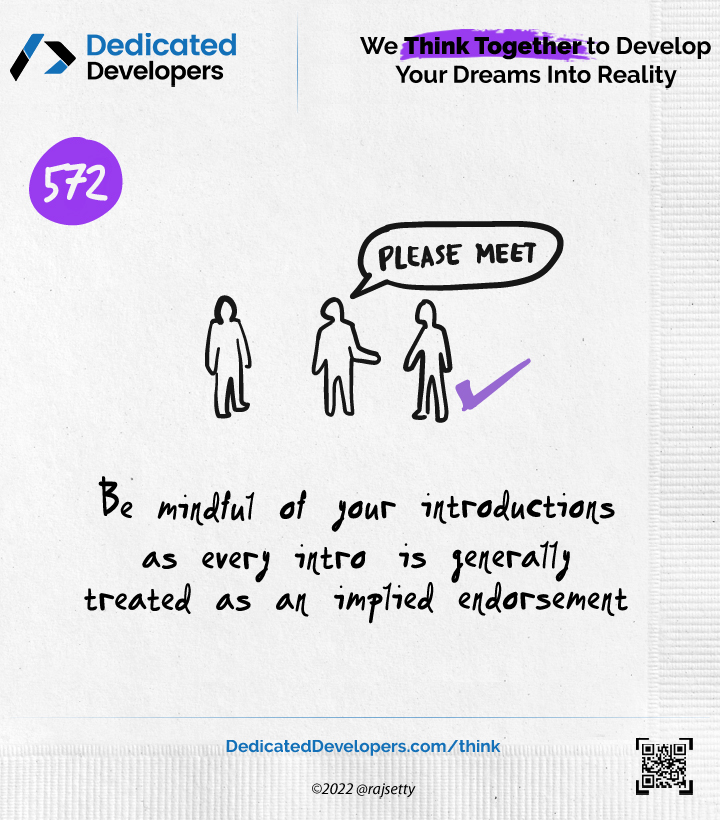 Dedicated
Developers
We Think Together to Develop
Your Dreams Into Reality
572
PLEASE MEET
Be mindful of your introductions
as every intro is generally
treated as an implied endorsement
DedicatedDevelopers.com/think
©2022 @rajsetty